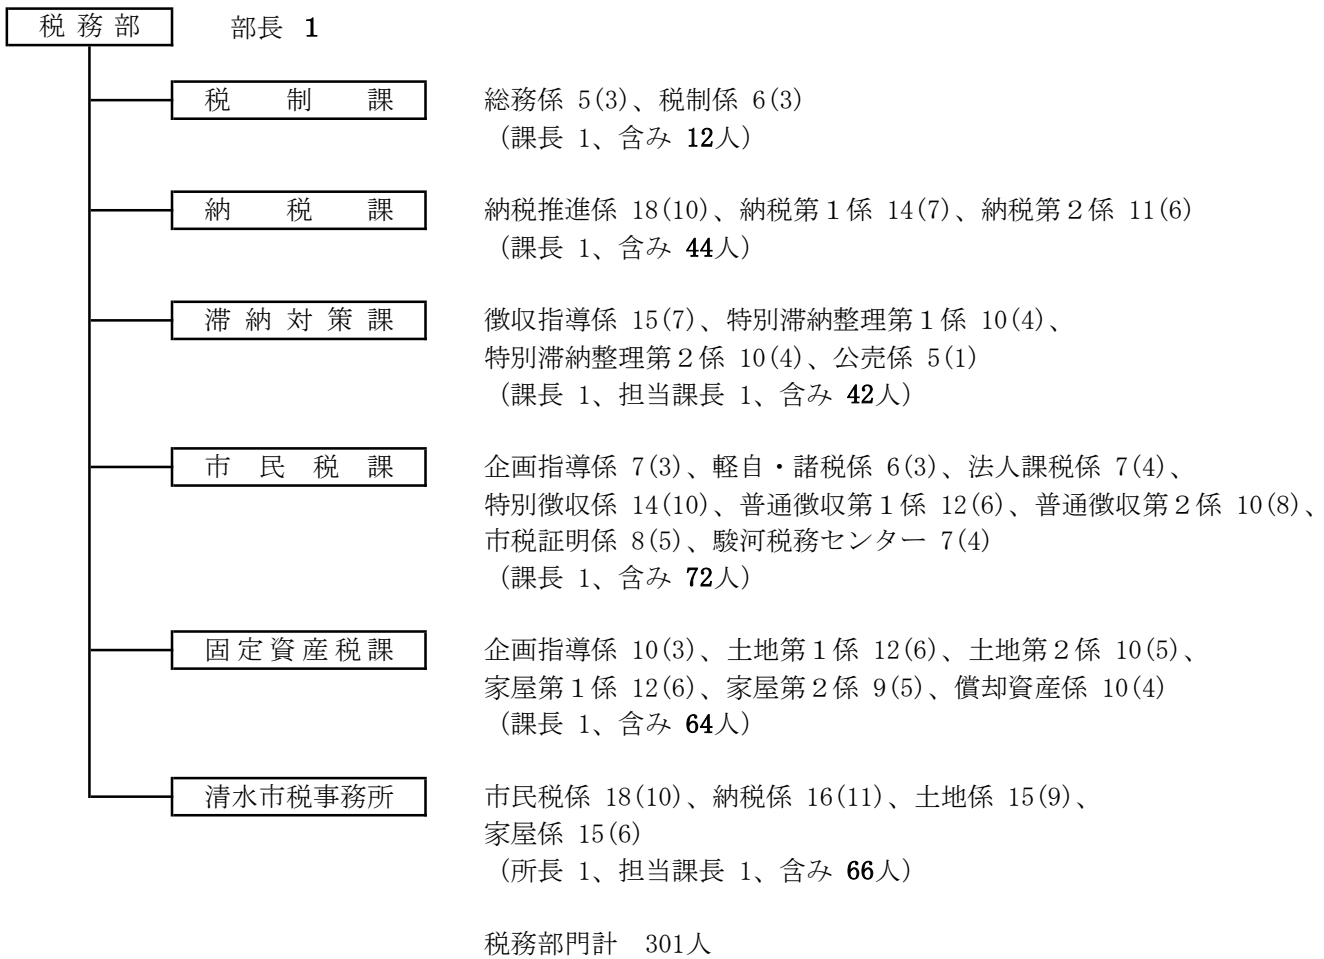 税務部　部長 1
税制課　総務係 5(3)、税制係 6(3)
（課長 1、含み 12人）
納税課　納税推進係 18(10)、納税第１係 14(7)、納税第２係 11(6)
（課長 1、含み 44人）
滞納対策課　徴収指導係 15(7)、特別滞納整理第１係 10(4)、
特別滞納整理第２係 10(4)、公売係 5(1)
（課長 1、担当課長 1、含み 42人）
市民税課　企画指導係 7(3)、軽自・諸税係 6(3)、法人課税係 7(4)、
特別徴収係 14(10)、普通徴収第１係 12(6)、普通徴収第２係 10(8)、
市税証明係 8(5)、駿河税務センター 7(4)
（課長 1、含み 72人）
固定資産税課　企画指導係 10(3)、土地第１係 12(6)、土地第２係 10(5)、
家屋第１係 12(6)、家屋第２係 9(5)、償却資産係 10(4)
（課長 1、含み 64人）
清水市税事務所　市民税係 18(10)、納税係 16(11)、土地係 15(9)、
家屋係 15(6)
（所長 1、担当課長 1、含み 66人）
税務部門計　301人